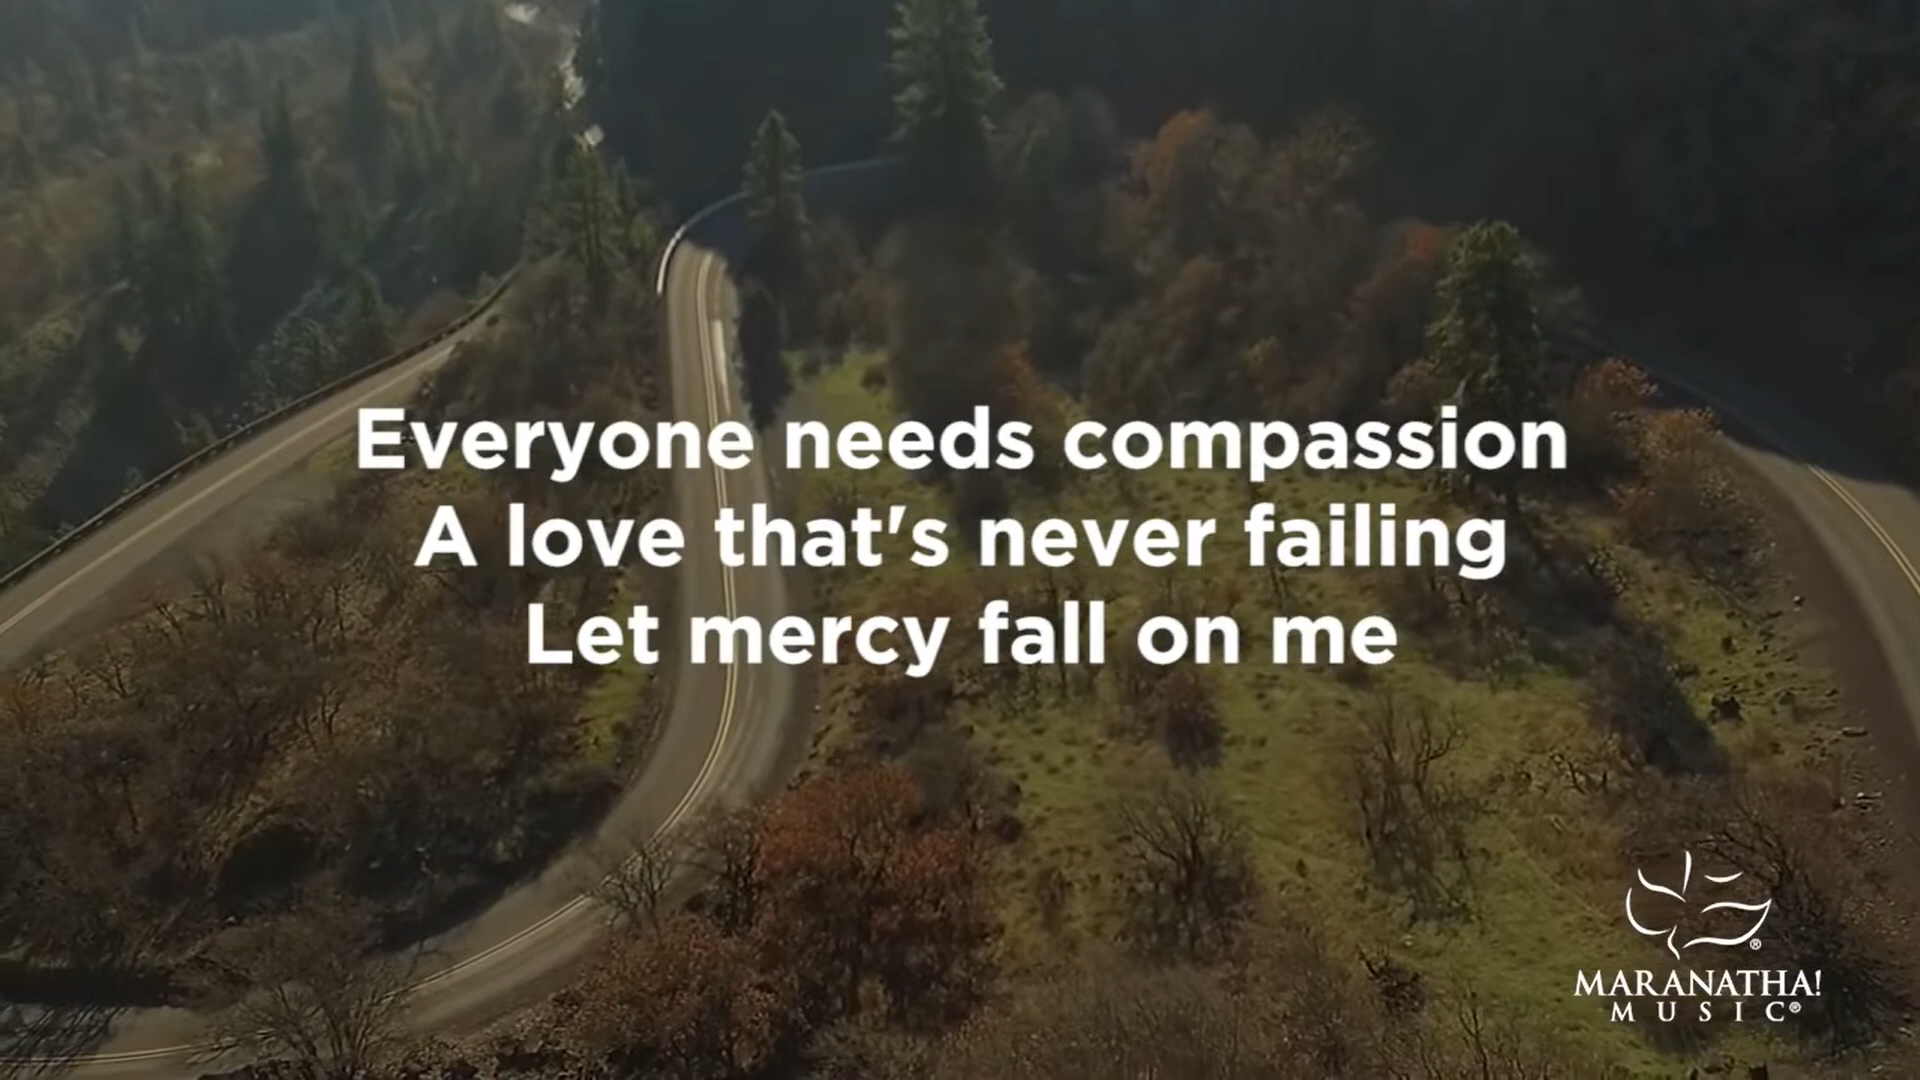 Everyone needs compassion
A love that's never failing
Let mercy fall on me
®
MARANATHA!
MUSIC®